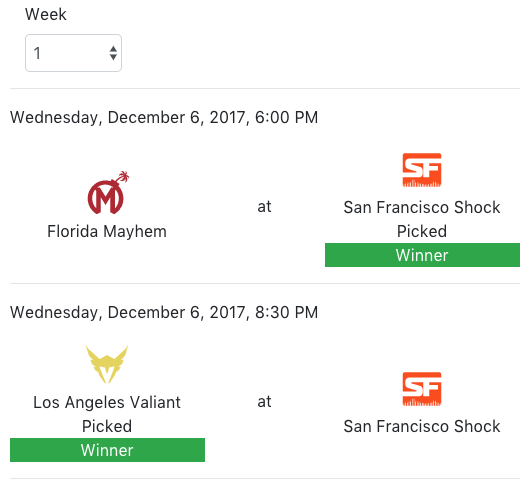 Week
1
Wednesday, December 6, 2017, 6:00 PM
M
Florida Mayhem
at
SF
San Francisco Shock
Picked
Winner
Wednesday, December 6, 2017, 8:30 PM
Los Angeles Valiant
Picked
Winner
at
SF
San Francisco Shock